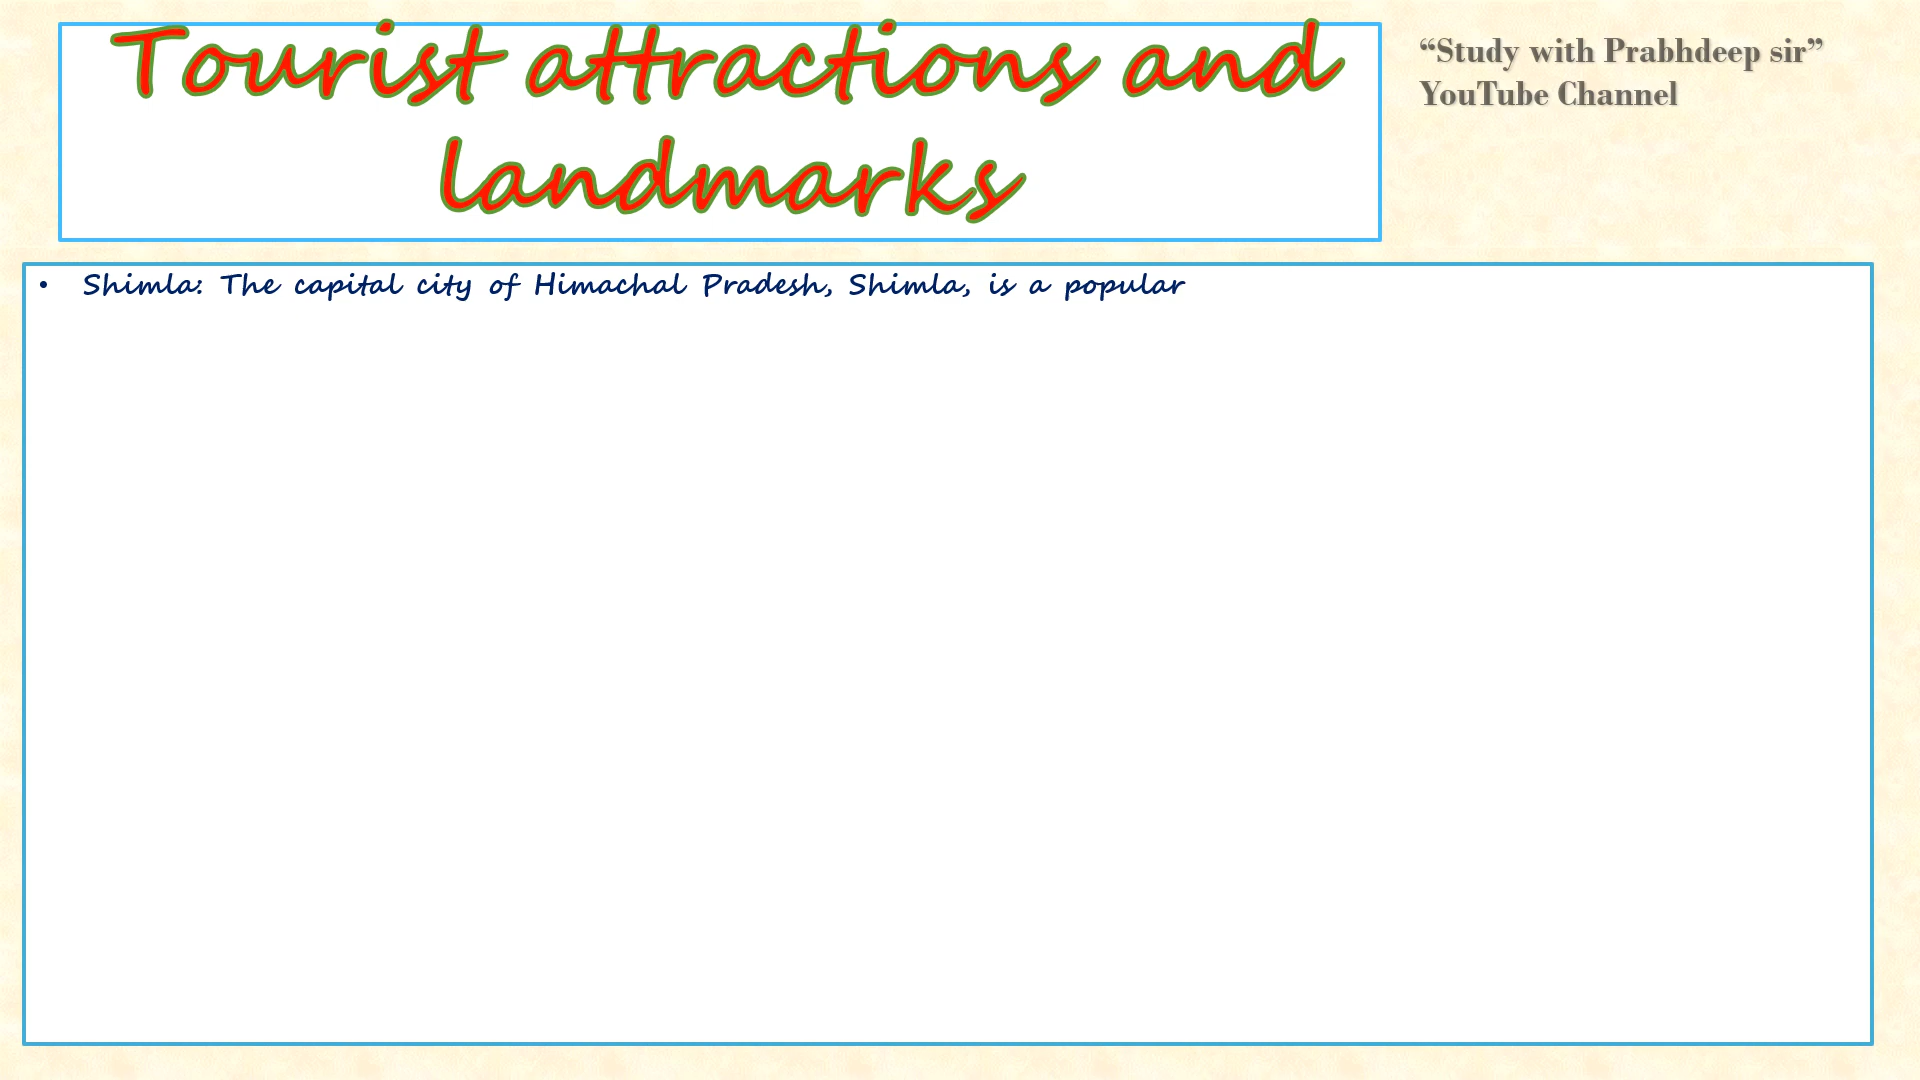 Tourist attractions and
landmarks
“Study with Prabhdeep sir”
YouTube Channel
• Shimla: The capital city of Himachal Pradesh, Shimla, is a popular